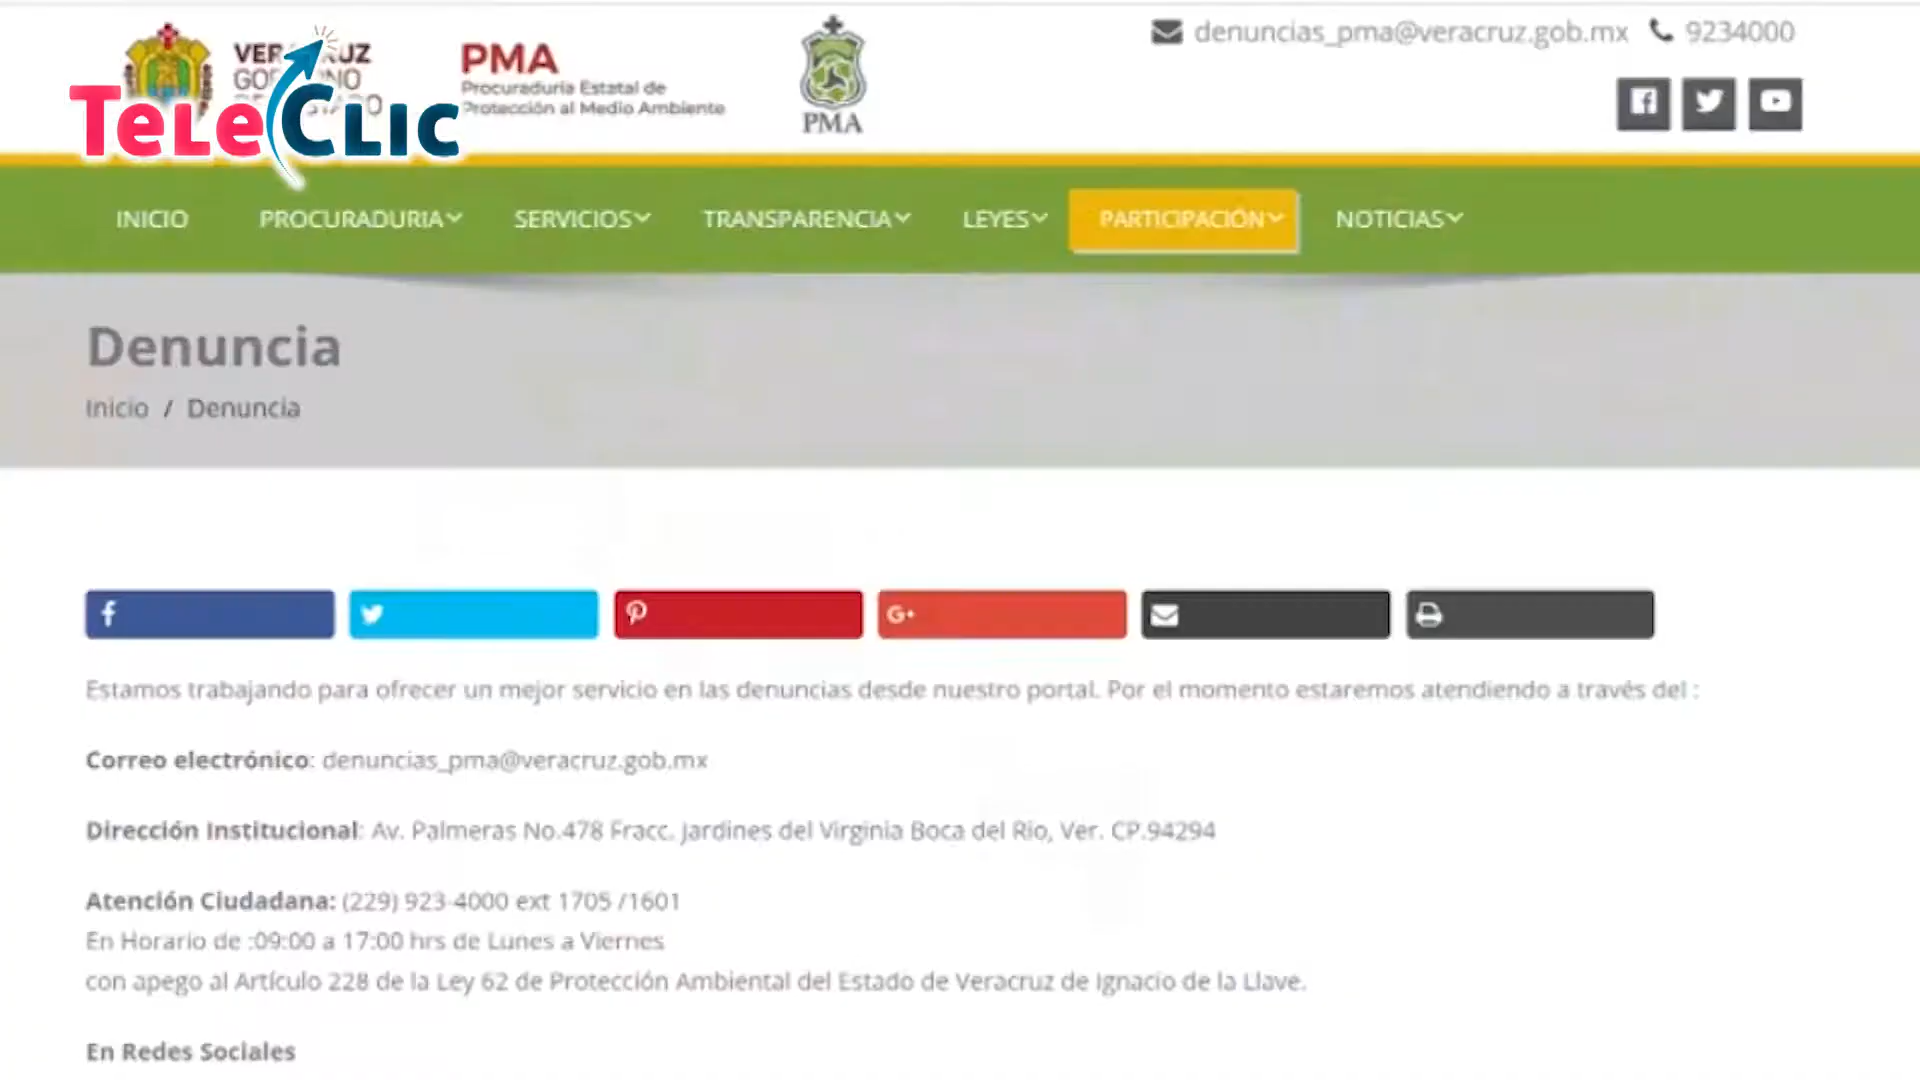 denuncias_pma@veracruz.gob.mx 9234000
VERACRUZ
GOBIERNO
DEL ESTADO
PMA
Procuraduría Estatal de
Protección al Medio Ambiente
PMA
TeleClic
INICIO PROCURADURIA SERVICIOS TRANSPARENCIA LEYES PARTICIPACIÓN NOTICIAS
Denuncia
Inicio / Denuncia
Estamos trabajando para ofrecer un mejor servicio en las denuncias desde nuestro portal. Por el momento estaremos atendiendo a través del :
Correo electrónico: denuncias_pma@veracruz.gob.mx
Dirección Institucional: Av. Palmeras No.478 Fracc. Jardines del Virginia Boca del Rio, Ver. CP.94294
Atención Ciudadana: (229) 923-4000 ext 1705 /1601
En Horario de :09:00 a 17:00 hrs de Lunes a Viernes
con apego al Artículo 228 de la Ley 62 de Protección Ambiental del Estado de Veracruz de Ignacio de la Llave.
En Redes Sociales